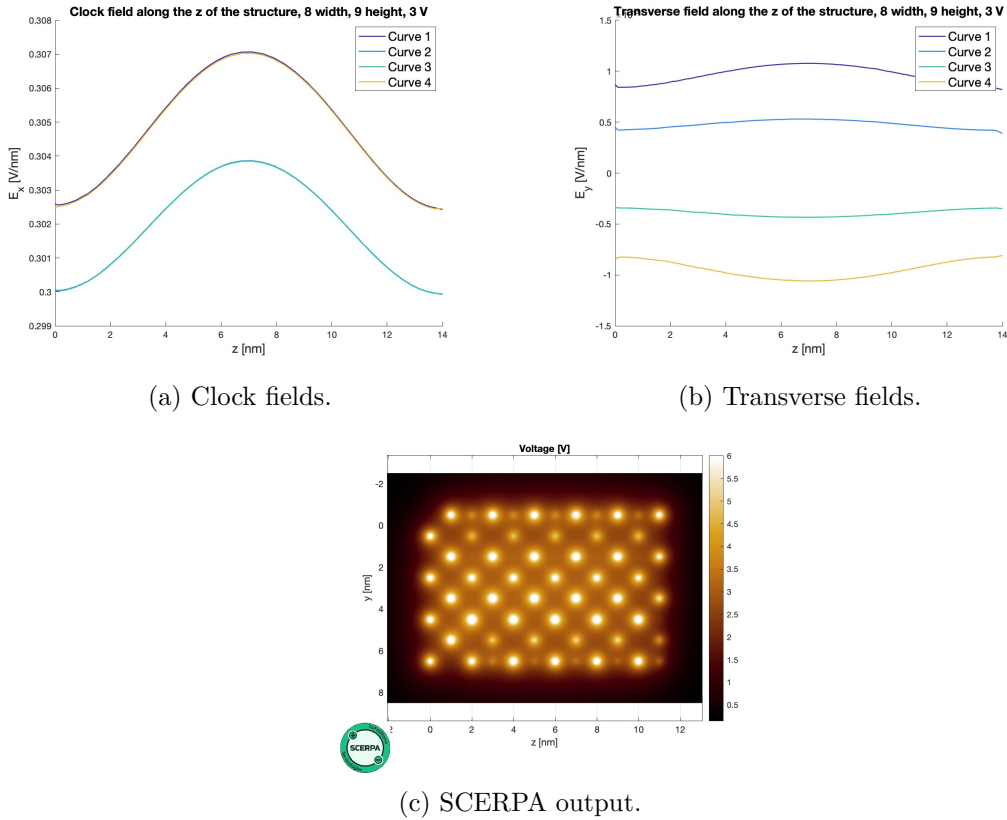 Clock field along the z of the structure, 8 width, 9 height, 3 V
0.308
0.307
0.306
0.305
0.304
0.303
0.302
0.301
0.3
0.299
E_x [V/nm]
0 2 4 6 8 10 12 14
z [nm]
Curve 1
Curve 2
Curve 3
Curve 4
(a) Clock fields.
Transverse field along the z of the structure, 8 width, 9 height, 3 V
1
0.5
0
-0.5
-1
-1.5
E_y [V/nm]
0 2 4 6 8 10 12 14
z [nm]
Curve 1
Curve 2
Curve 3
Curve 4
(b) Transverse fields.
Voltage [V]
-2
0
2
4
6
8
y [nm]
0 2 4 6 8 10 12
z [nm]
6
5.5
5
4.5
4
3.5
3
2.5
2
1.5
1
0.5
SCERPA
(c) SCERPA output.